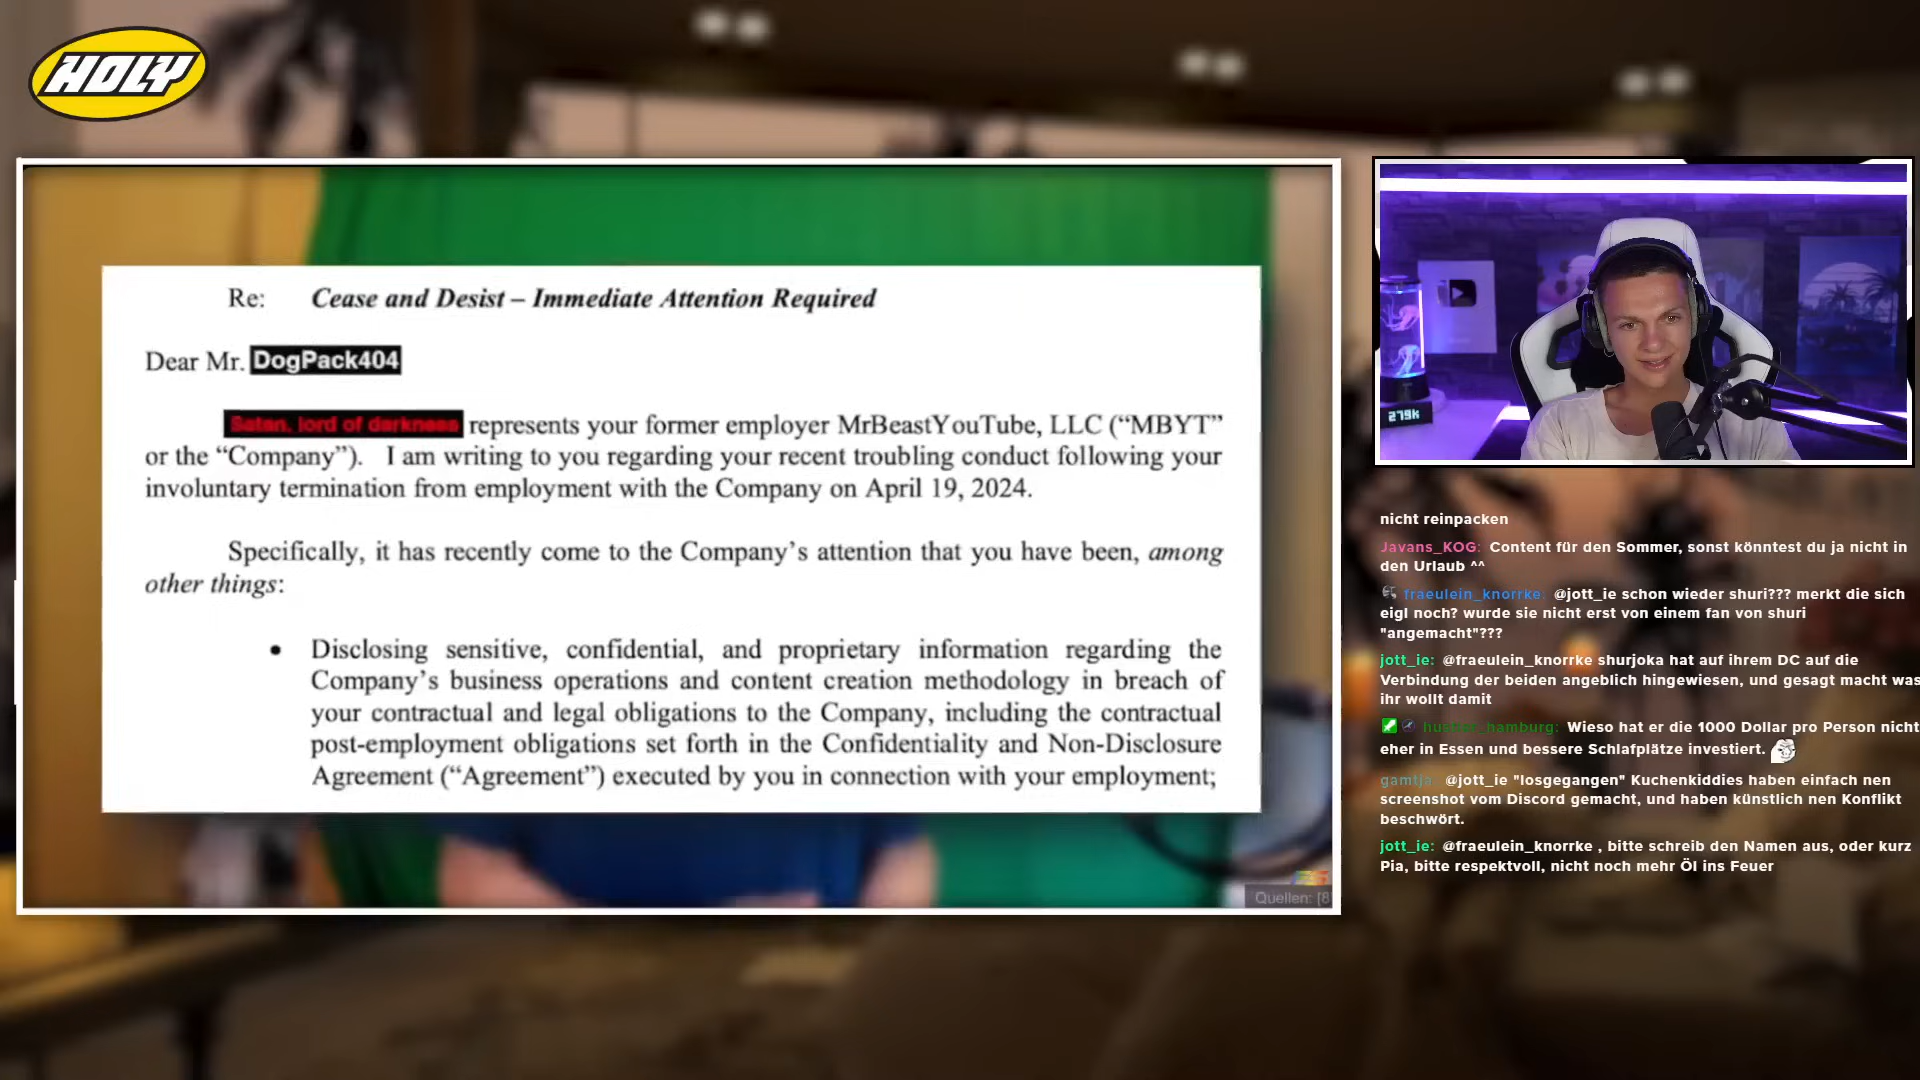 HOLY
Re: Cease and Desist – Immediate Attention Required
Dear Mr. DogPack404
Satan, lord of darkness represents your former employer MrBeastYouTube, LLC (“MBYT”
or the “Company”). I am writing to you regarding your recent troubling conduct following your
involuntary termination from employment with the Company on April 19, 2024.
Specifically, it has recently come to the Company’s attention that you have been, among
other things:
• Disclosing sensitive, confidential, and proprietary information regarding the
Company’s business operations and content creation methodology in breach of
your contractual and legal obligations to the Company, including the contractual
post-employment obligations set forth in the Confidentiality and Non-Disclosure
Agreement (“Agreement”) executed by you in connection with your employment;
Quellen: [8
279k
nicht reinpacken
Javans_KOG: Content für den Sommer, sonst könntest du ja nicht in
den Urlaub ^^
fraeulein_knorrke: @jott_ie schon wieder shuri??? merkt die sich
eigl noch? wurde sie nicht erst von einem fan von shuri
"angemacht"???
jott_ie: @fraeulein_knorrke shurjoka hat auf ihrem DC auf die
Verbindung der beiden angeblich hingewiesen, und gesagt macht was
ihr wollt damit
hamburg: Wieso hat er die 1000 Dollar pro Person nicht
eher in Essen und bessere Schlafplätze investiert.
gamtja: @jott_ie "losgegangen" Kuchenkiddies haben einfach nen
screenshot vom Discord gemacht, und haben künstlich nen Konflikt
beschwört.
jott_ie: @fraeulein_knorrke , bitte schreib den Namen aus, oder kurz
Pia, bitte respektvoll, nicht noch mehr Öl ins Feuer